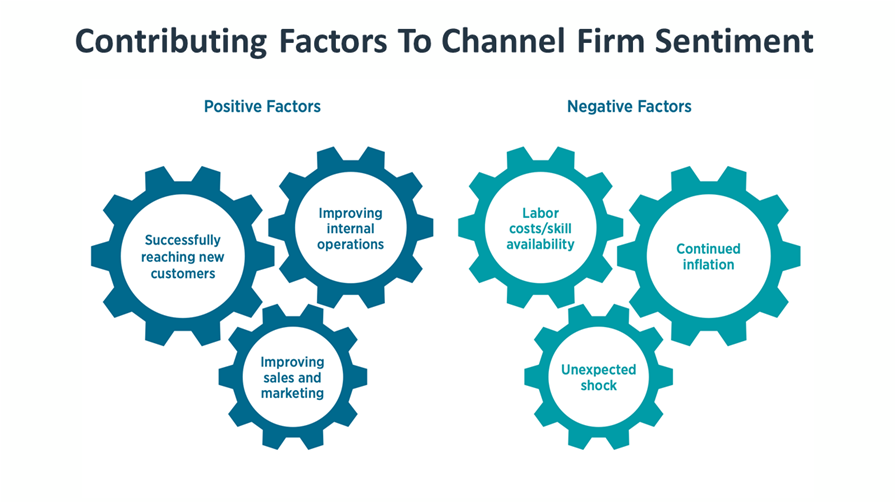 Contributing Factors To Channel Firm Sentiment
Positive Factors
Successfully
reaching new
customers
Improving
internal
operations
Improving
sales and
marketing
Negative Factors
Labor
costs/skill
availability
Continued
inflation
Unexpected
shock